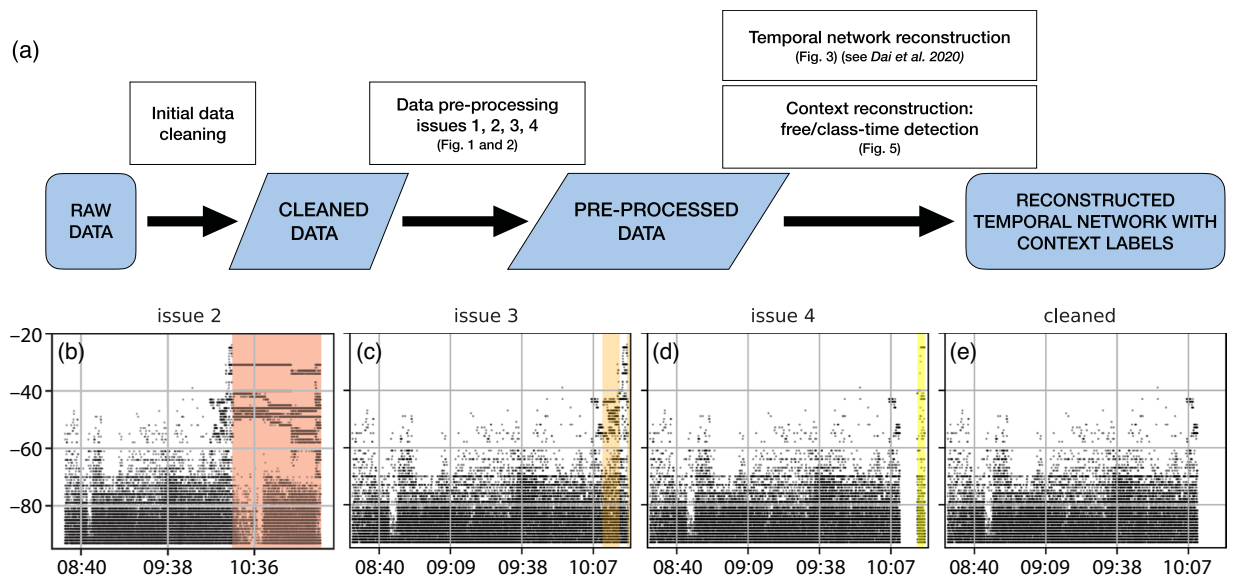 (a)
Initial data
cleaning
Data pre-processing
issues 1, 2, 3, 4
(Fig. 1 and 2)
Temporal network reconstruction
(Fig. 3) (see Dai et al. 2020)
Context reconstruction:
free/class-time detection
(Fig. 5)
RAW
DATA
CLEANED
DATA
PRE-PROCESSED
DATA
RECONSTRUCTED
TEMPORAL NETWORK WITH
CONTEXT LABELS
issue 2
issue 3
issue 4
cleaned
(b)
(c)
(d)
(e)
−20
−40
−60
−80
08:40 09:38 10:36
08:40 09:09 09:38 10:07
08:40 09:09 09:38 10:07
08:40 09:09 09:38 10:07